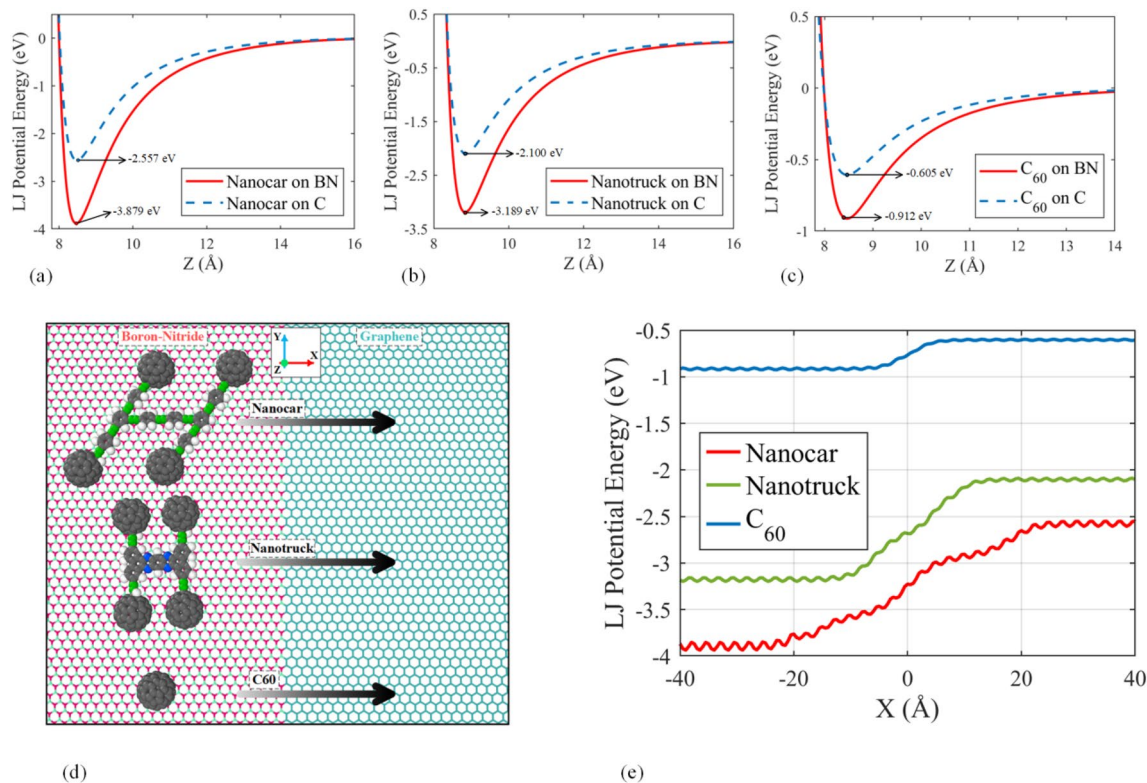 0
-1
-2
-3
-4
LJ Potential Energy (eV)
-2.557 eV
-3.879 eV
Nanocar on BN
Nanocar on C
8 10 12 14 16
Z (Å)
(a)
0.5
0
-0.5
-1.5
-2.5
-3.5
LJ Potential Energy (eV)
-2.100 eV
-3.189 eV
Nanotruck on BN
Nanotruck on C
8 10 12 14 16
Z (Å)
(b)
0.5
0
-0.5
-1
LJ Potential Energy (eV)
-0.605 eV
-0.912 eV
C60 on BN
C60 on C
8 9 10 11 12 13 14
Z (Å)
(c)
Boron-Nitride
Graphene
Y
X
Z
Nanocar
Nanotruck
C60
(d)
-0.5
-1
-1.5
-2
-2.5
-3
-3.5
-4
LJ Potential Energy (eV)
Nanocar
Nanotruck
C60
-40 -20 0 20 40
X (Å)
(e)